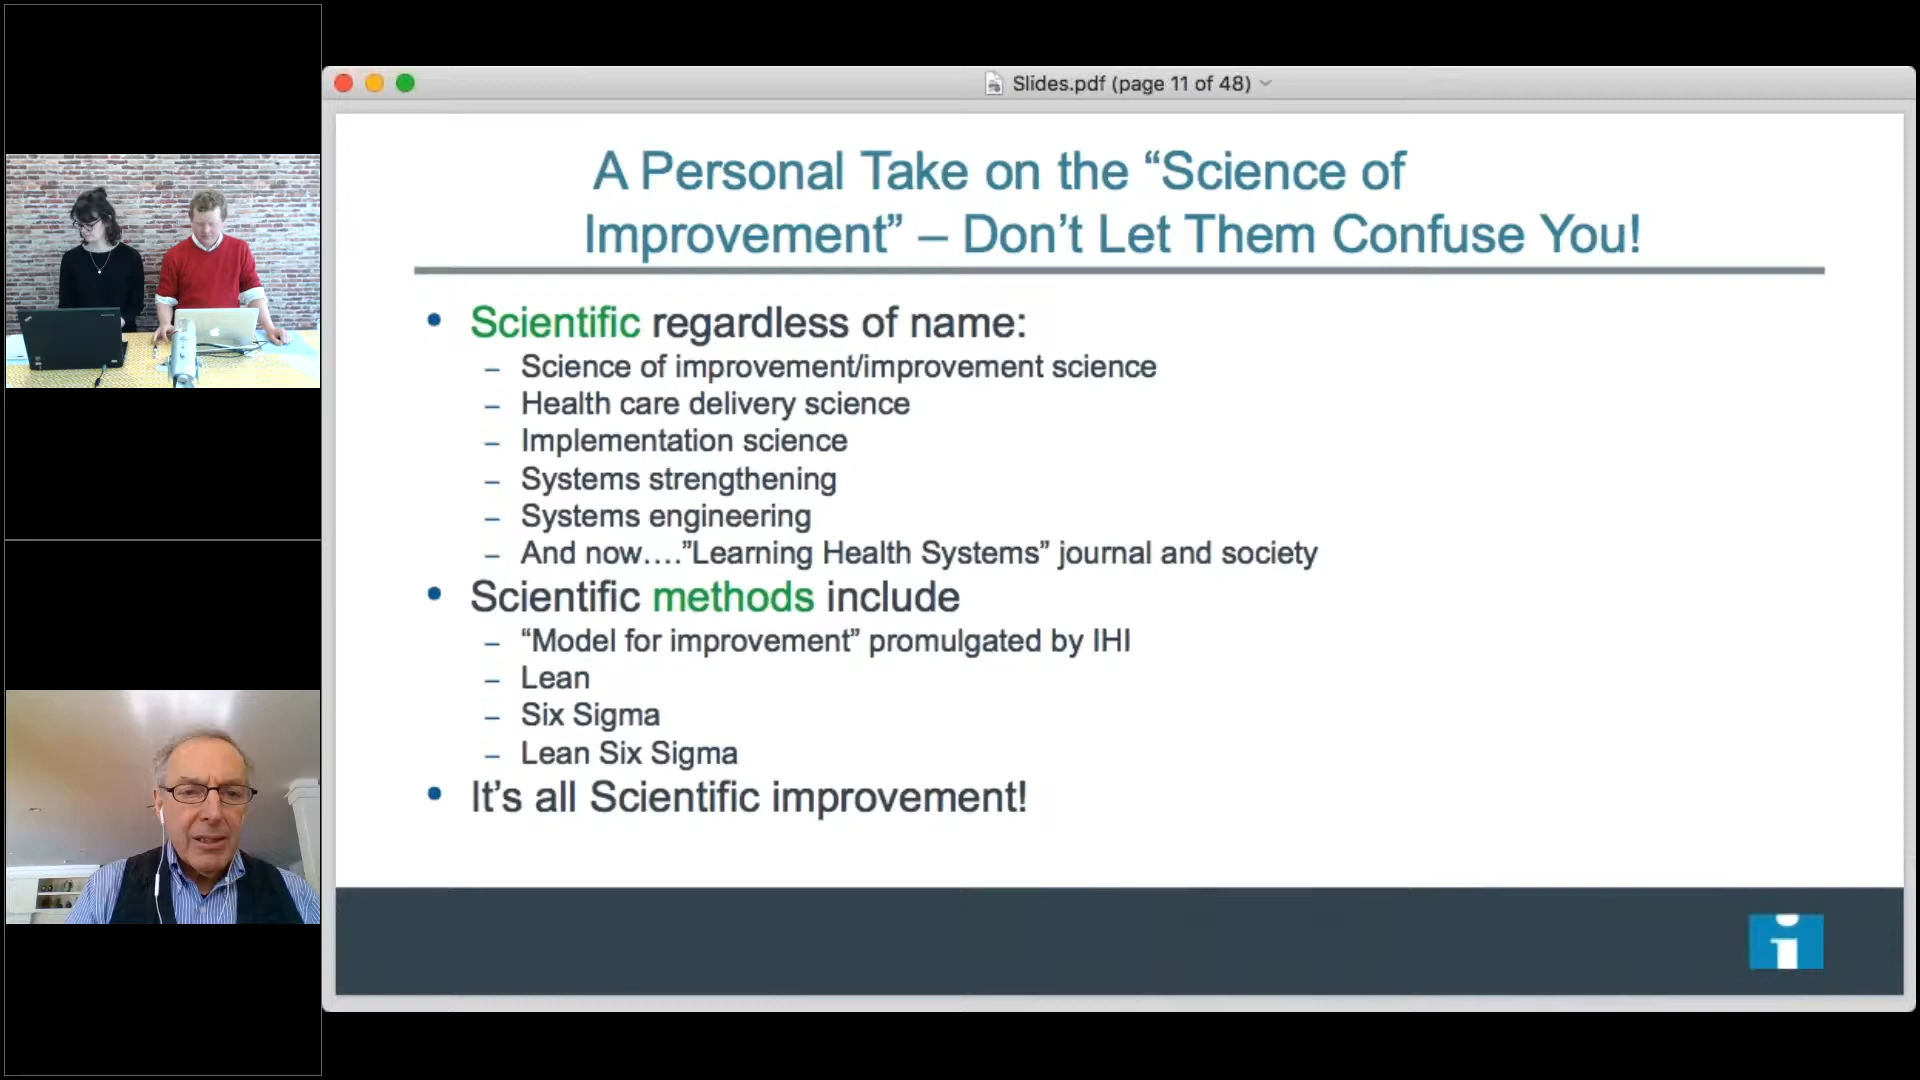 Slides.pdf (page 11 of 48)
A Personal Take on the “Science of
Improvement” – Don’t Let Them Confuse You!
• Scientific regardless of name:
– Science of improvement/improvement science
– Health care delivery science
– Implementation science
– Systems strengthening
– Systems engineering
– And now….”Learning Health Systems” journal and society
• Scientific methods include
– “Model for improvement” promulgated by IHI
– Lean
– Six Sigma
– Lean Six Sigma
• It’s all Scientific improvement!